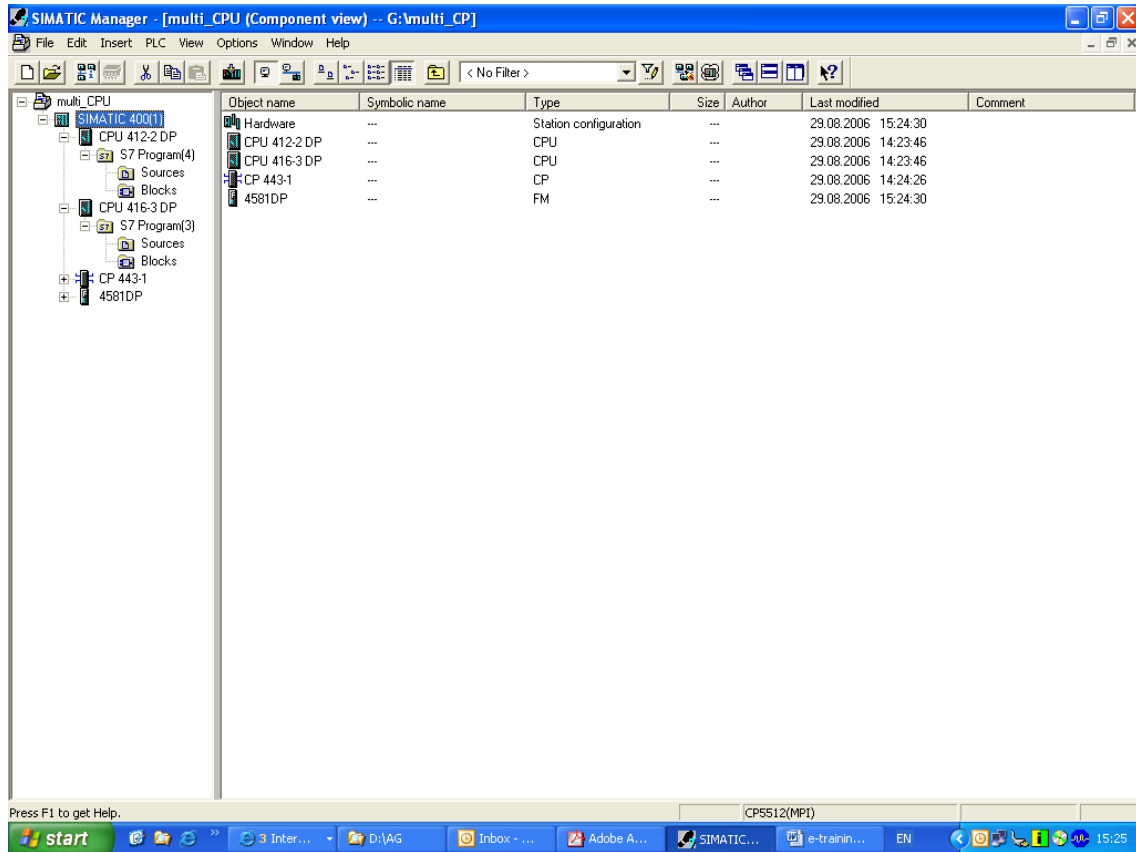 SIMATIC Manager - [multi_CPU (Component view) -- G:\multi_CP]
File Edit Insert PLC View Options Window Help
< No Filter >
multi_CPU
SIMATIC 400(1)
CPU 412-2 DP
S7 Program(4)
Sources
Blocks
CPU 416-3 DP
S7 Program(3)
Sources
Blocks
CP 443-1
4581DP
Object name Symbolic name Type Size Author Last modified Comment
Hardware --- Station configuration --- 29.08.2006 15:24:30
CPU 412-2 DP --- CPU --- 29.08.2006 14:23:46
CPU 416-3 DP --- CPU --- 29.08.2006 14:23:46
CP 443-1 --- CP --- 29.08.2006 14:24:26
4581DP --- FM --- 29.08.2006 15:24:30
Press F1 to get Help. CP5512(MPI)
start 3 Inter... D:\AG Inbox - ... Adobe A... SIMATIC... e-trainin... EN 15:25